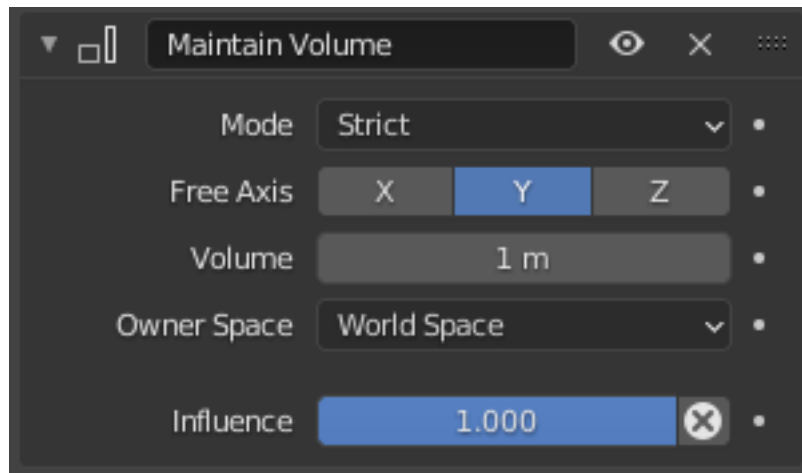 Maintain Volume
Mode Strict
Free Axis X Y Z
Volume 1 m
Owner Space World Space
Influence 1.000